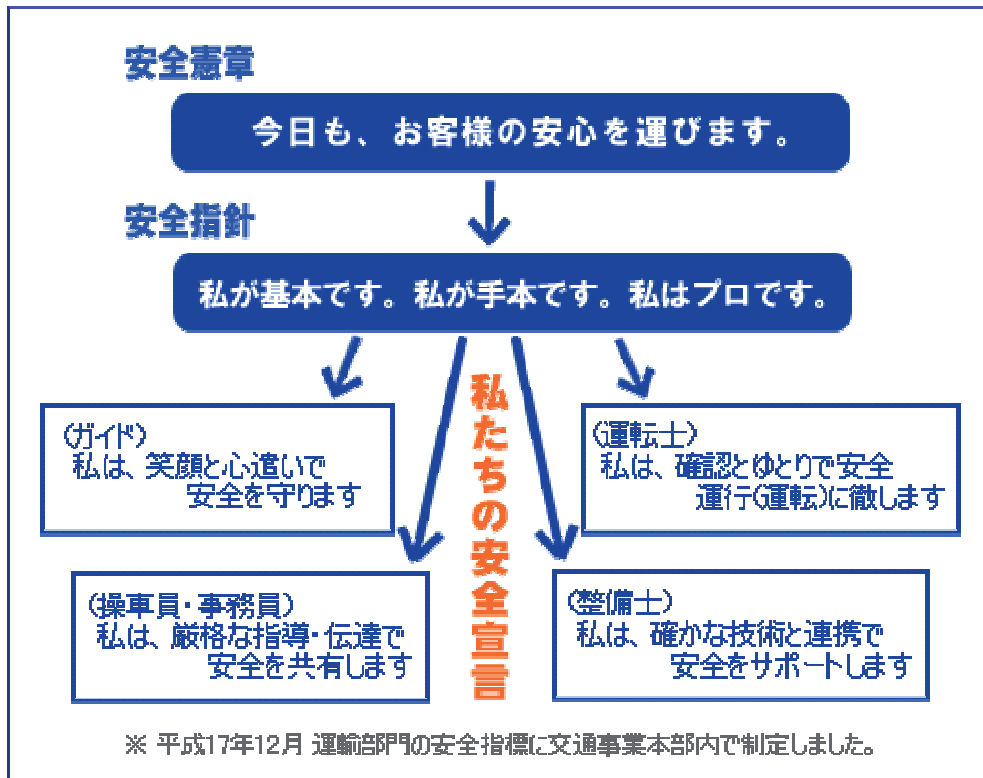 安全憲章
今日も、お客様の安心を運びます。
安全指針
私が基本です。私が手本です。私はプロです。
私たちの安全宣言
(ガイド)
私は、笑顔と心遣いで
安全を守ります
(運転士)
私は、確認とゆとりで安全
運行(運転)に徹します
(操車員・事務員)
私は、厳格な指導・伝達で
安全を共有します
(整備士)
私は、確かな技術と連携で
安全をサポートします
※ 平成17年12月 運輸部門の安全指標に交通事業本部内で制定しました。